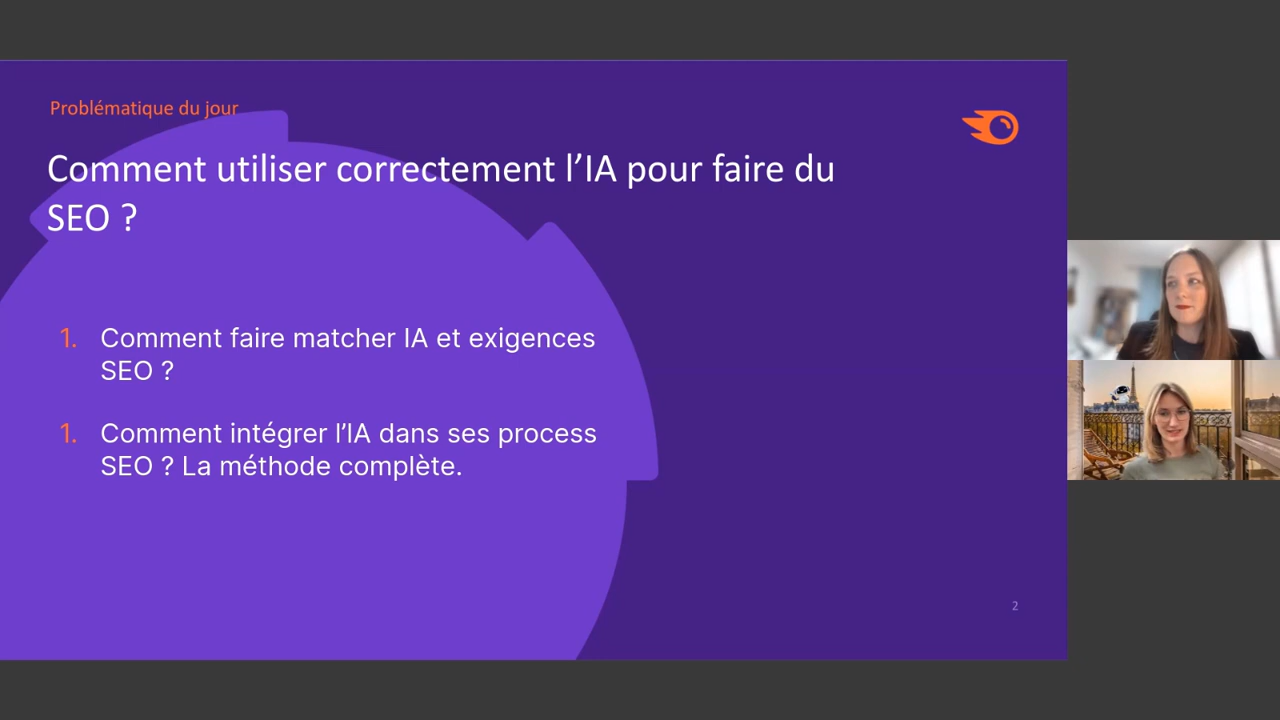 Problématique du jour
Comment utiliser correctement l’IA pour faire du
SEO ?
1. Comment faire matcher IA et exigences
SEO ?
1. Comment intégrer l’IA dans ses process
SEO ? La méthode complète.
2